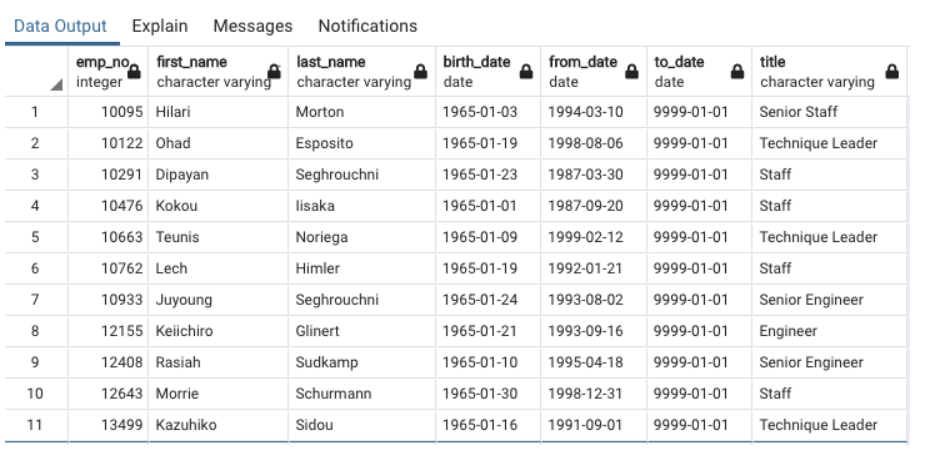 Data Output Explain Messages Notifications
emp_no first_name last_name birth_date from_date to_date title
integer character varying character varying date date date character varying
1 10095 Hilari Morton 1965-01-03 1994-03-10 9999-01-01 Senior Staff
2 10122 Ohad Esposito 1965-01-19 1998-08-06 9999-01-01 Technique Leader
3 10291 Dipayan Seghrouchni 1965-01-23 1987-03-30 9999-01-01 Staff
4 10476 Kokou Iisaka 1965-01-01 1987-09-20 9999-01-01 Staff
5 10663 Teunis Noriega 1965-01-09 1999-02-12 9999-01-01 Technique Leader
6 10762 Lech Himler 1965-01-19 1992-01-21 9999-01-01 Staff
7 10933 Juyoung Seghrouchni 1965-01-24 1993-08-02 9999-01-01 Senior Engineer
8 12155 Keiichiro Glinert 1965-01-21 1993-09-16 9999-01-01 Engineer
9 12408 Rasiah Sudkamp 1965-01-10 1995-04-18 9999-01-01 Senior Engineer
10 12643 Morrie Schurmann 1965-01-30 1998-12-31 9999-01-01 Staff
11 13499 Kazuhiko Sidou 1965-01-16 1991-09-01 9999-01-01 Technique Leader